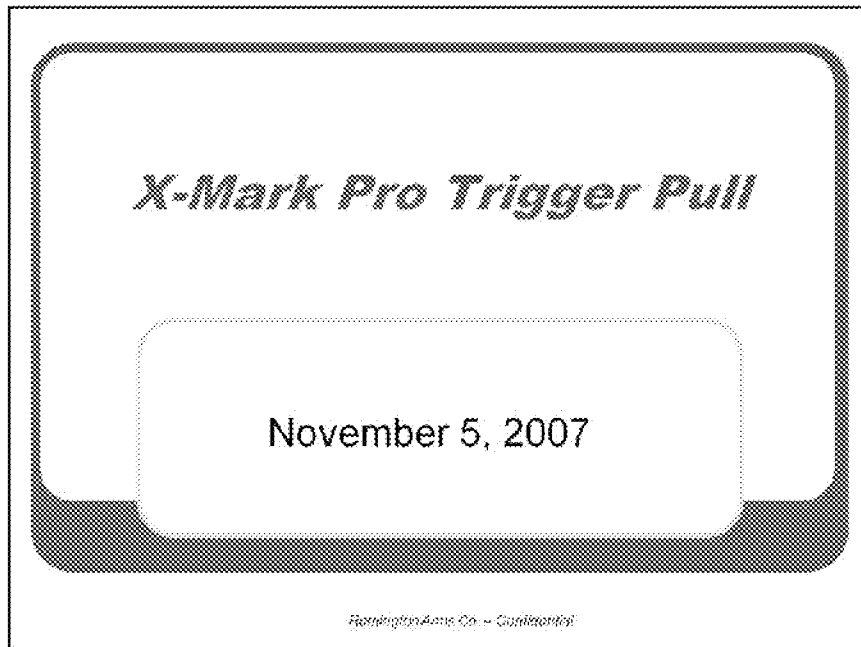 X-Mark Pro Trigger Pull
November 5, 2007
Remington Arms Co. – Confidential